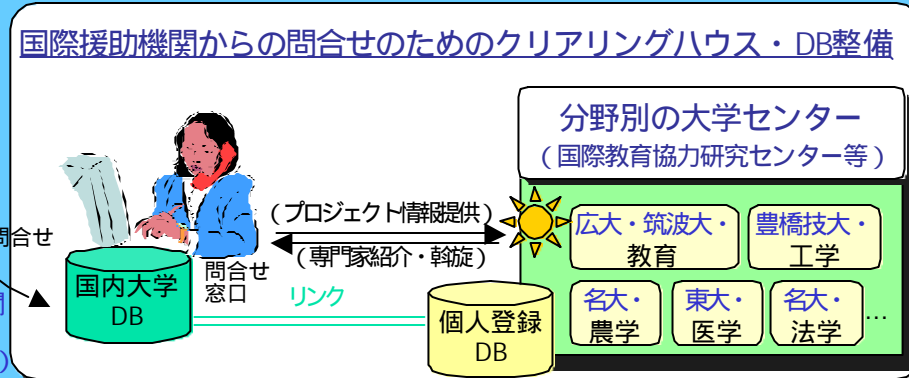 国際援助機関からの問合せのためのクリアリングハウス・DB整備
分野別の大学センター
(国際教育協力研究センター等)
問合せ
(プロジェクト情報提供)
(専門家紹介・斡旋)
問合せ
窓口
国内大学
DB
リンク
個人登録
DB
広大・筑波大・
教育
豊橋技大・
工学
名大・
農学
東大・
医学
名大・
法学
…
)